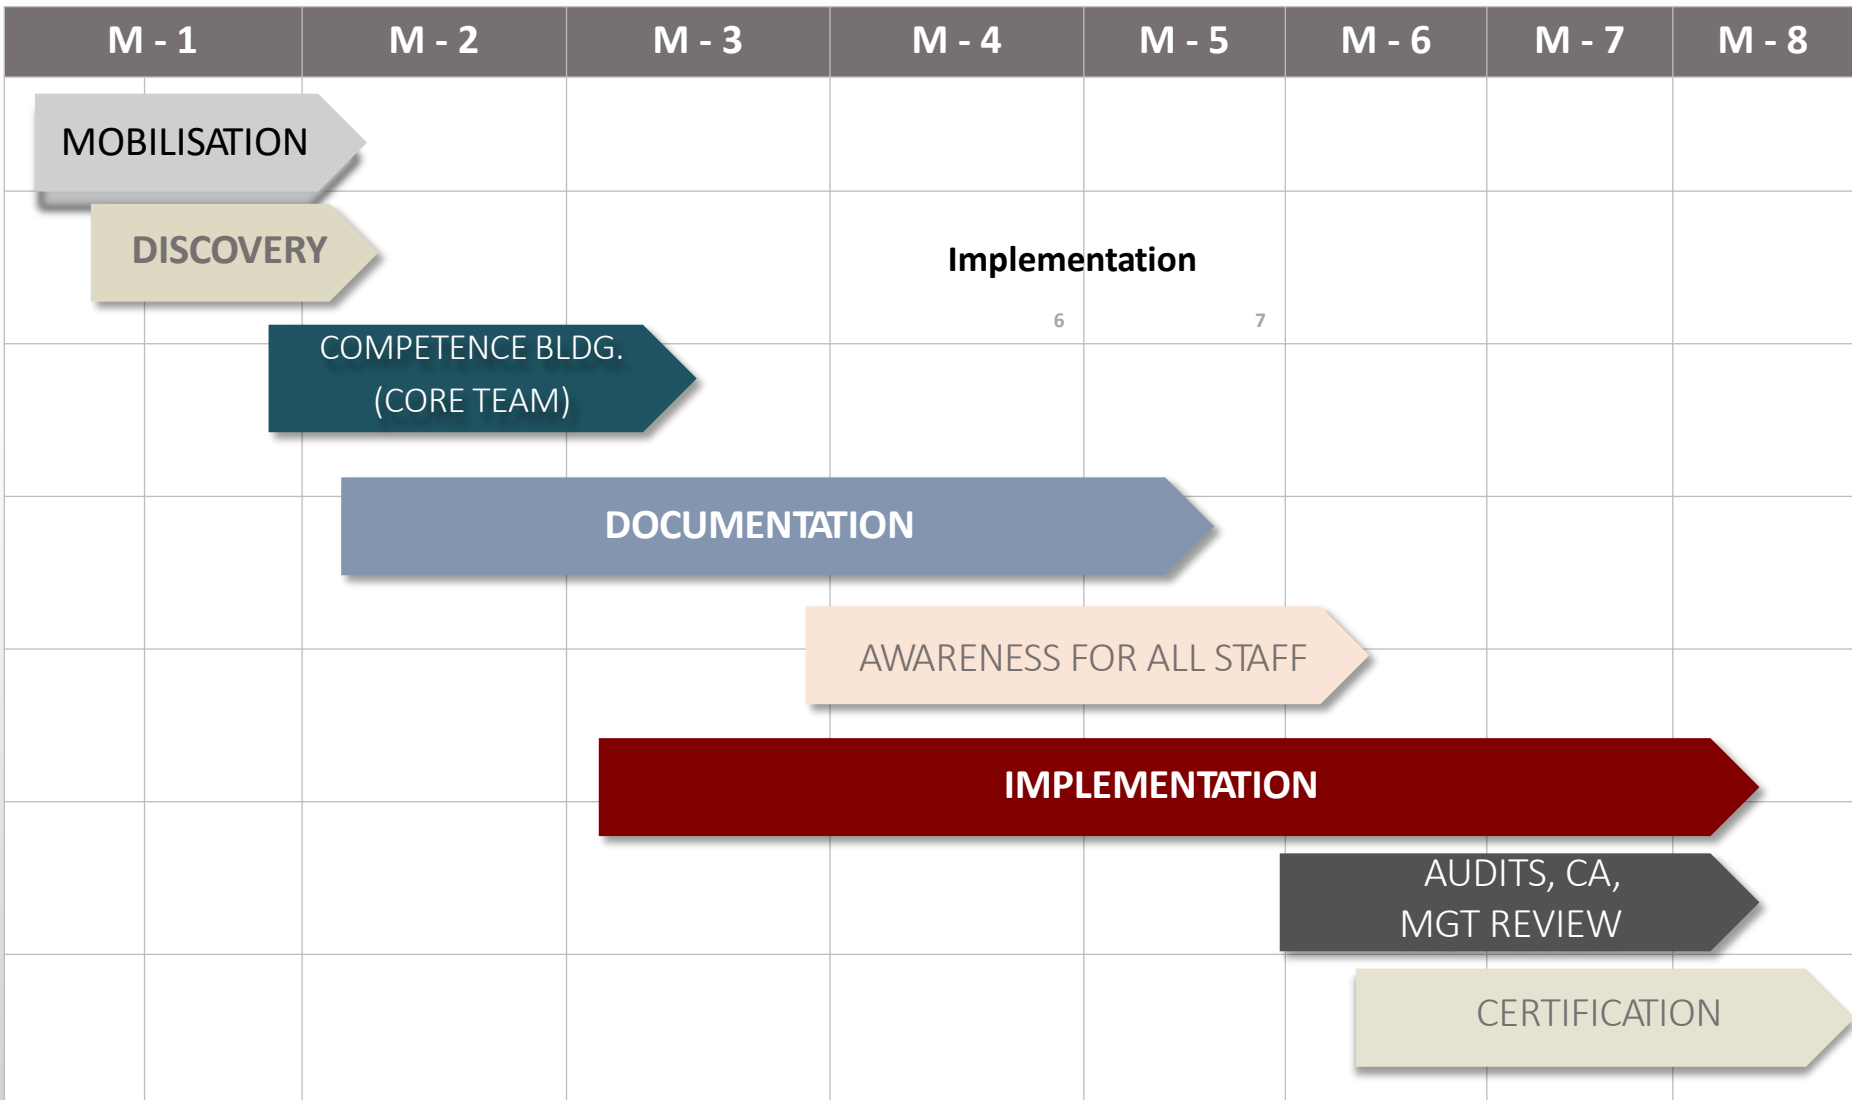 M - 1 M - 2 M - 3 M - 4 M - 5 M - 6 M - 7 M - 8
MOBILISATION
DISCOVERY
Implementation
6 7
COMPETENCE BLDG.
(CORE TEAM)
DOCUMENTATION
AWARENESS FOR ALL STAFF
IMPLEMENTATION
AUDITS, CA,
MGT REVIEW
CERTIFICATION